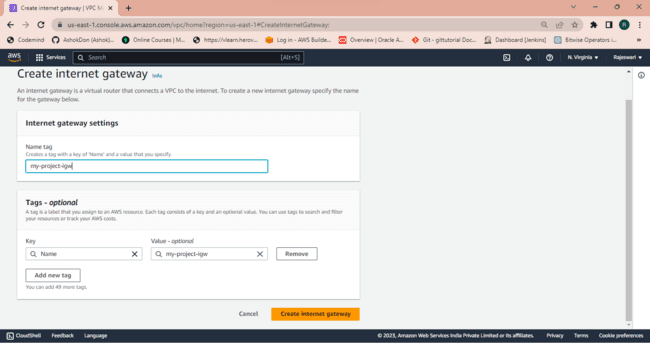 Create internet gateway | VPC M
us-east-1.console.aws.amazon.com/vpc/home?region=us-east-1#CreateInternetGateway:
R
Codemind
AshokDon (Ashok)...
Online Courses | M...
https://vlearn.herov...
Log in - AWS Builde...
Overview | Oracle A...
Git - gittutorial Doc...
Dashboard [Jenkins]
Bitwise Operators i...
aws
Services
Search
[Alt+S]
N. Virginia
Rajeswari
Create internet gateway Info
An internet gateway is a virtual router that connects a VPC to the internet. To create a new internet gateway specify the name
for the gateway below.
Internet gateway settings
Name tag
Creates a tag with a key of 'Name' and a value that you specify.
my-project-igw
Tags - optional
A tag is a label that you assign to an AWS resource. Each tag consists of a key and an optional value. You can use tags to search and filter
your resources or track your AWS costs.
Key
Value - optional
Name
my-project-igw
Remove
Add new tag
You can add 49 more tags.
Cancel
Create internet gateway
CloudShell
Feedback
Language
© 2023, Amazon Web Services India Private Limited or its affiliates.
Privacy
Terms
Cookie preferences